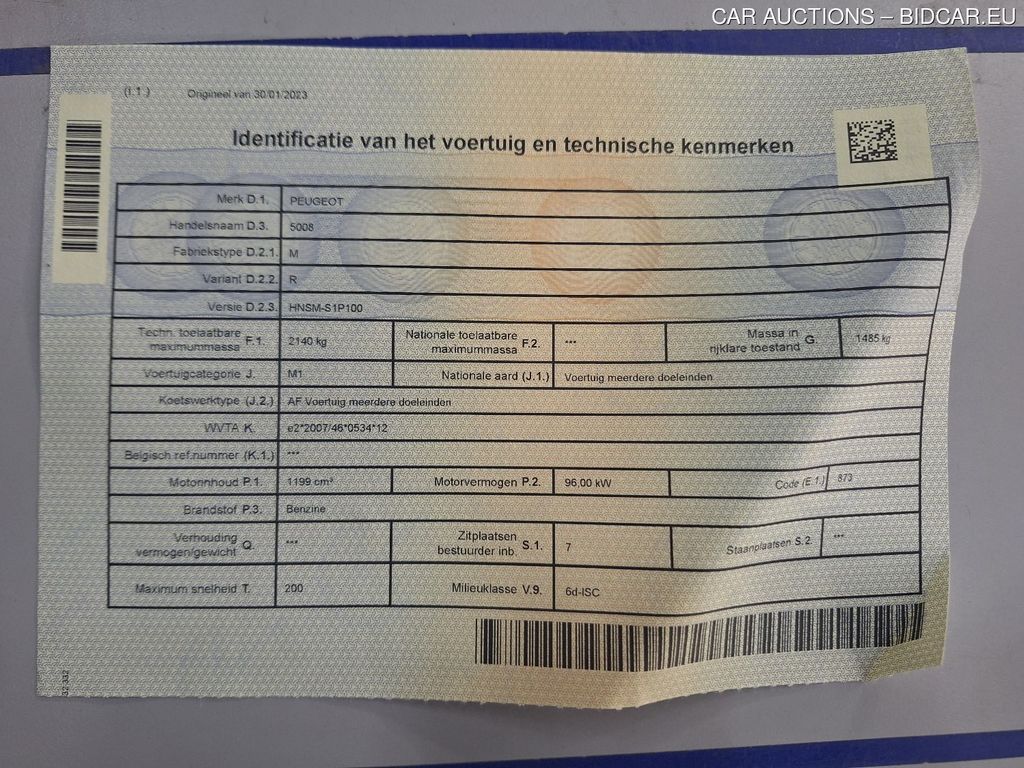 CAR AUCTIONS – BIDCAR.EU
(I.1.) Origineel van 30/01/2023
Identificatie van het voertuig en technische kenmerken
Merk D.1. PEUGEOT
Handelsnaam D.3. 5008
Fabriekstype D.2.1. M
Variant D.2.2. R
Versie D.2.3. HNSM-S1P100
Techn. toelaatbare maximummassa F.1. 2140 kg Nationale toelaatbare maximummassa F.2. *** Massa in rijklare toestand G. 1485 kg
Voertuigcategorie J. M1 Nationale aard (J.1.) Voertuig meerdere doeleinden
Koetswerktype (J.2.) AF Voertuig meerdere doeleinden
WVTA K. e2*2007/46*0534*12
Belgisch ref.nummer (K.1.) ***
Motorinhoud P.1. 1199 cm³ Motorvermogen P.2. 96,00 kW Code (E.1.) 873
Brandstof P.3. Benzine
Verhouding vermogen/gewicht Q. *** Zitplaatsen bestuurder inb. S.1. 7 Staanplaatsen S.2. ***
Maximum snelheid T. 200 Milieuklasse V.9. 6d-ISC
32.332